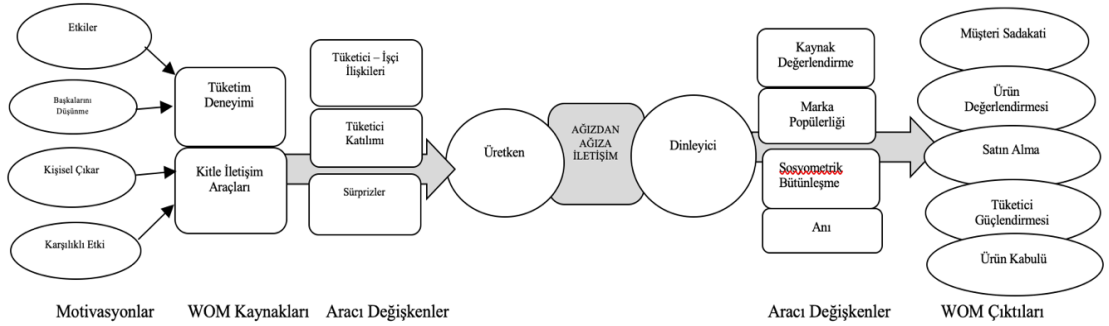 Etkiler
Başkalarını
Düşünme
Kişisel Çıkar
Karşılıklı Etki
Tüketim
Deneyimi
Kitle İletişim
Araçları
Tüketici – İşçi
İlişkileri
Tüketici
Katılımı
Sürprizler
Üretken
AĞIZDAN
AĞIZA
İLETİŞİM
Dinleyici
Kaynak
Değerlendirme
Marka
Popülerliği
Sosyometrik
Bütünleşme
Anı
Müşteri Sadakati
Ürün
Değerlendirmesi
Satın Alma
Tüketici
Güçlendirmesi
Ürün Kabulü
Motivasyonlar
WOM Kaynakları
Aracı Değişkenler
Aracı Değişkenler
WOM Çıktıları